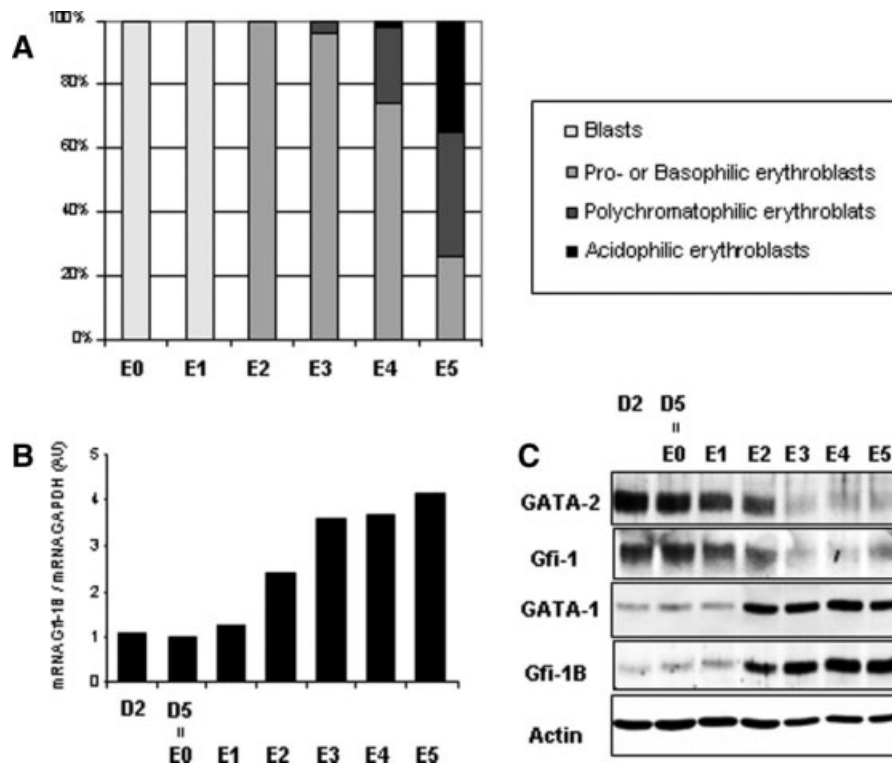 A
100%
80%
60%
40%
20%
0%
E0 E1 E2 E3 E4 E5
Blasts
Pro- or Basophilic erythroblasts
Polychromatophilic erythroblats
Acidophilic erythroblasts
B
mRNA Gfi-1B / mRNA GAPDH (AU)
5
4
3
2
1
0
D2 D5
=
E0 E1 E2 E3 E4 E5
C
D2 D5
=
E0 E1 E2 E3 E4 E5
GATA-2
Gfi-1
GATA-1
Gfi-1B
Actin